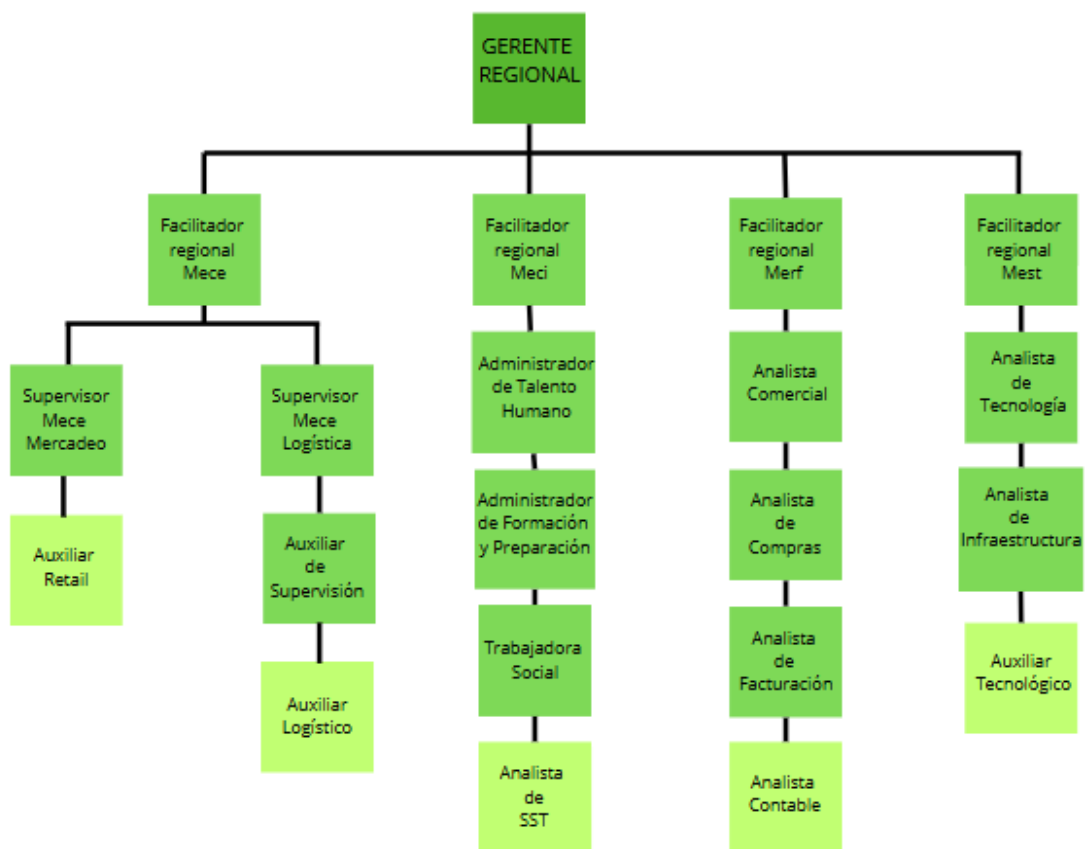 GERENTE
REGIONAL
Facilitador
regional
Mece
Facilitador
regional
Meci
Facilitador
regional
Merf
Facilitador
regional
Mest
Supervisor
Mece
Mercadeo
Supervisor
Mece
Logística
Administrador
de Talento
Humano
Analista
Comercial
Analista
de
Tecnología
Auxiliar
Retail
Auxiliar
de
Supervisión
Administrador
de Formación
y Preparación
Analista
de
Compras
Analista
de
Infraestructura
Auxiliar
Logístico
Trabajadora
Social
Analista
de
Facturación
Auxiliar
Tecnológico
Analista
de
SST
Analista
Contable